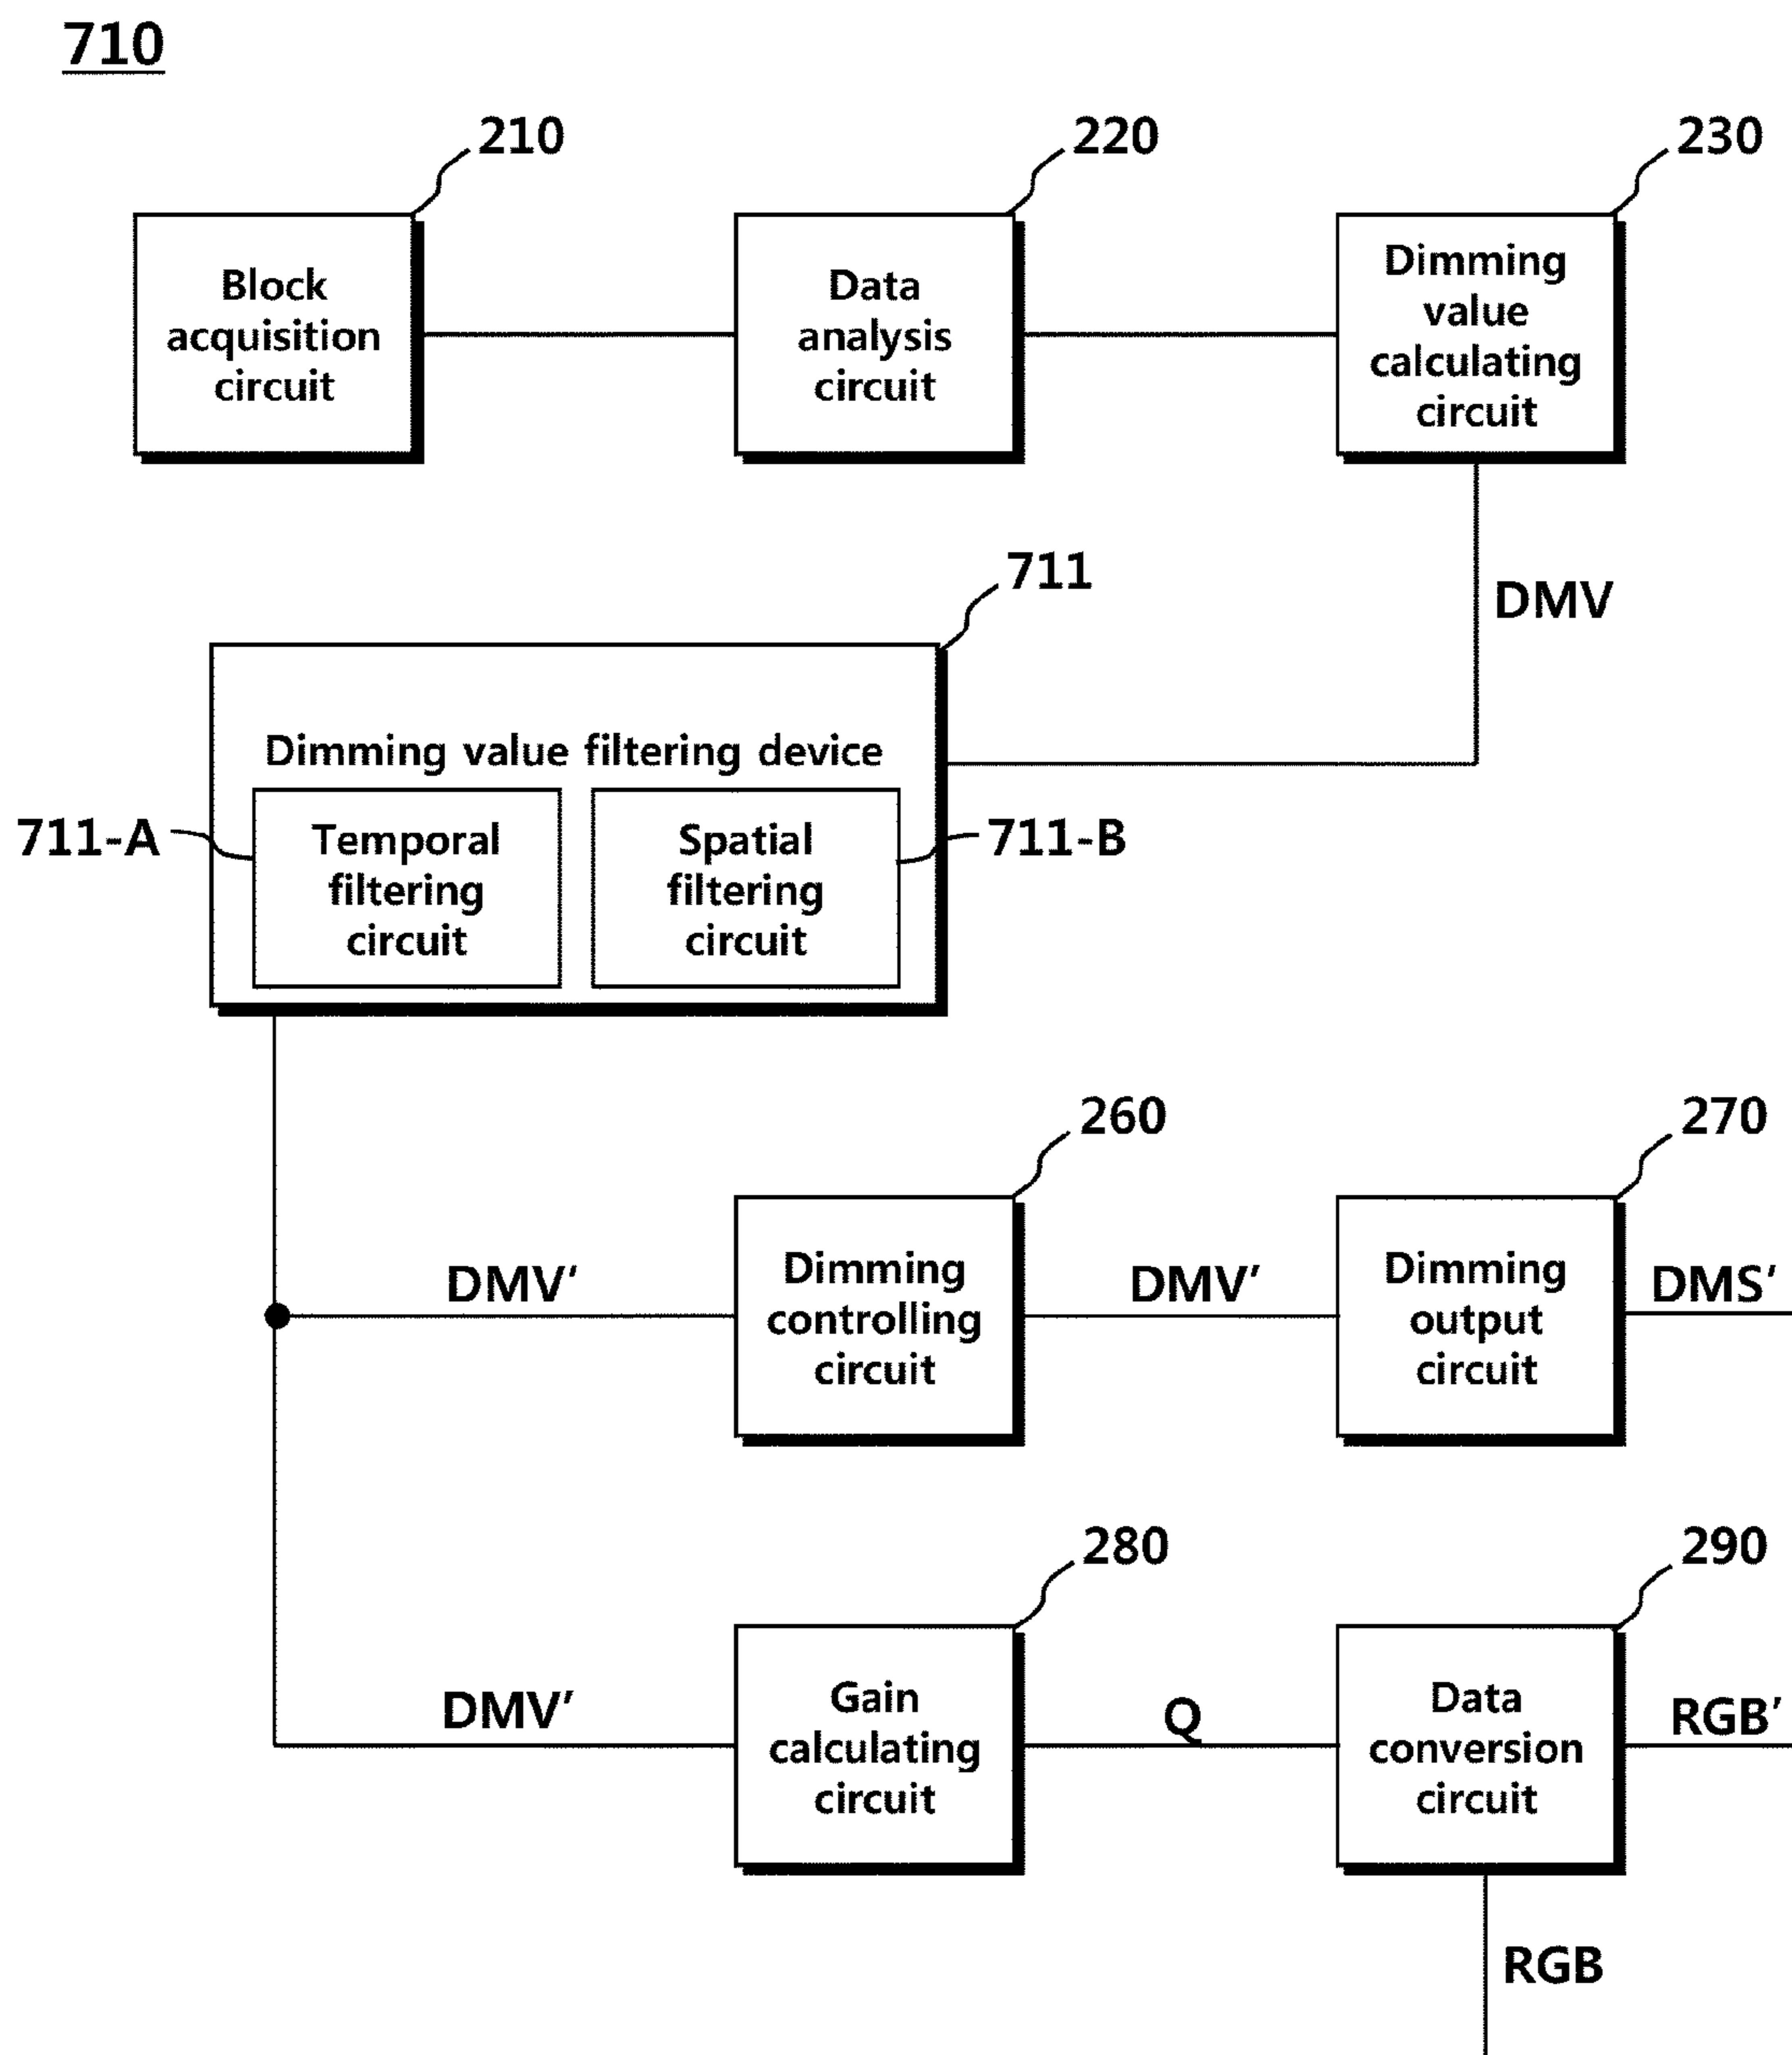 710
210
220
230
Block
acquisition
circuit
Data
analysis
circuit
Dimming
value
calculating
circuit
711
DMV
Dimming value filtering device
711-A
Temporal
filtering
circuit
Spatial
filtering
circuit
711-B
260
270
DMV'
Dimming
controlling
circuit
DMV'
Dimming
output
circuit
DMS'
280
290
DMV'
Gain
calculating
circuit
Q
Data
conversion
circuit
RGB'
RGB